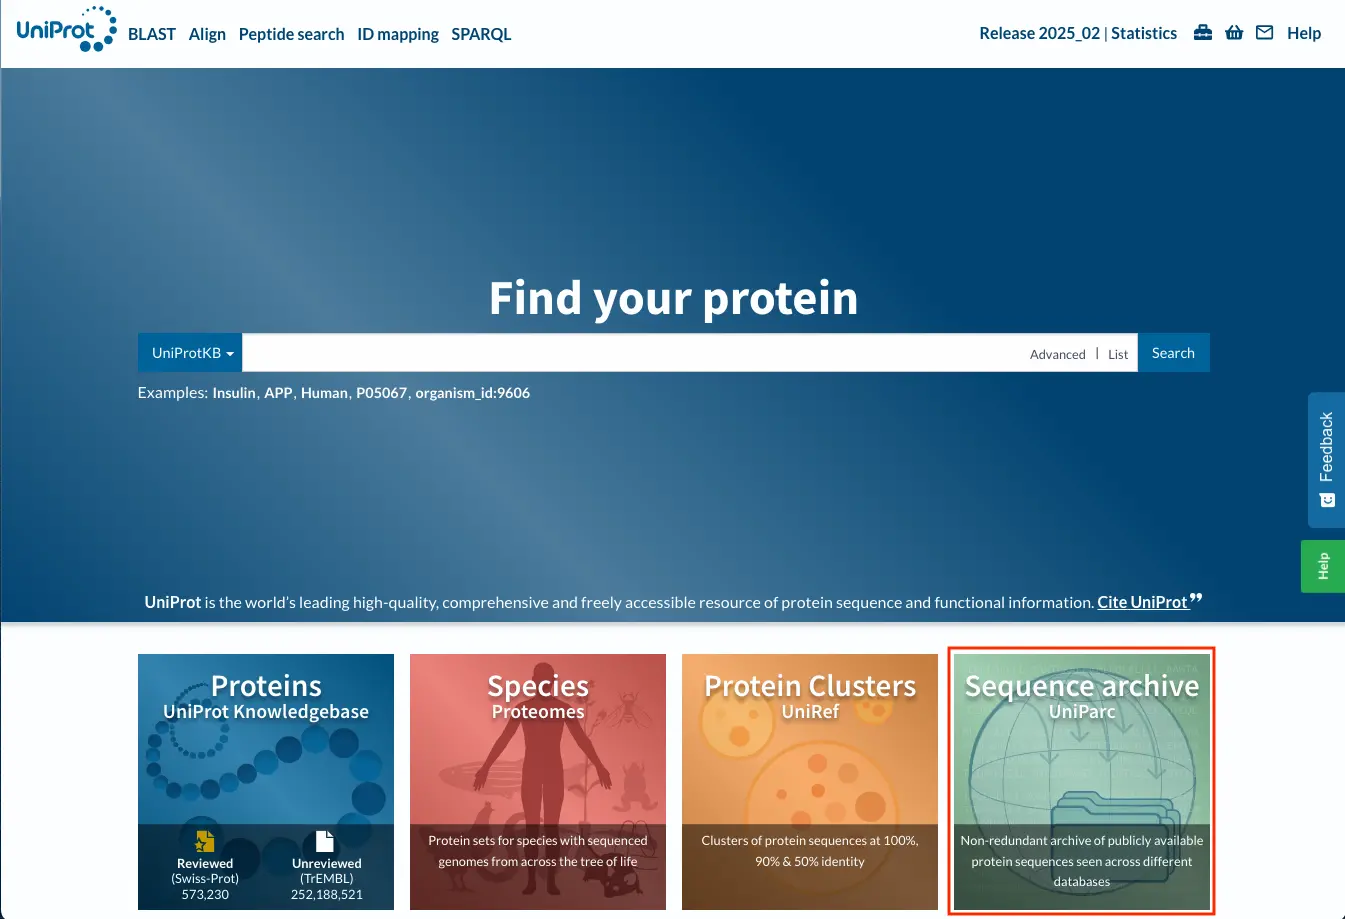 UniProt BLAST Align Peptide search ID mapping SPARQL Release 2025_02 | Statistics Help
Find your protein
UniProtKB Advanced | List Search
Examples: Insulin, APP, Human, P05067, organism_id:9606
Feedback
Help
UniProt is the world's leading high-quality, comprehensive and freely accessible resource of protein sequence and functional information. Cite UniProt ”
Proteins
UniProt Knowledgebase
Reviewed
(Swiss-Prot)
573,230
Unreviewed
(TrEMBL)
252,188,521
Species
Proteomes
Protein sets for species with sequenced
genomes from across the tree of life
Protein Clusters
UniRef
Clusters of protein sequences at 100%,
90% & 50% identity
Sequence archive
UniParc
Non-redundant archive of publicly available
protein sequences seen across different
databases